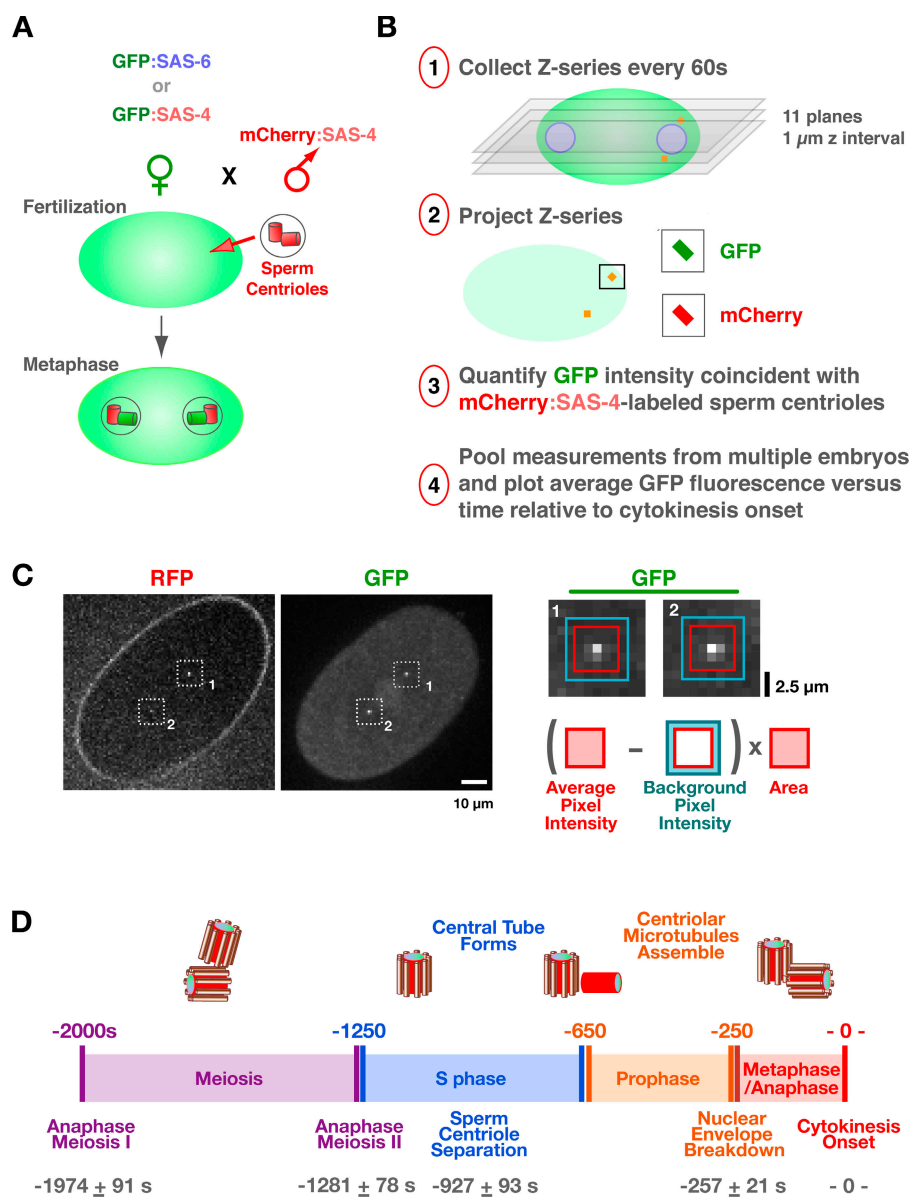 A
GFP:SAS-6
or
GFP:SAS-4
mCherry:SAS-4
X
Fertilization
Sperm
Centrioles
Metaphase
B
1 Collect Z-series every 60s
11 planes
1 µm z interval
2 Project Z-series
GFP
mCherry
3 Quantify GFP intensity coincident with
mCherry:SAS-4-labeled sperm centrioles
4 Pool measurements from multiple embryos
and plot average GFP fluorescence versus
time relative to cytokinesis onset
C
RFP
GFP
1
2
1
2
10 µm
GFP
1
2
2.5 µm
( – ) x
Average
Pixel
Intensity
Background
Pixel
Intensity
Area
D
Central Tube
Forms
Centriolar
Microtubules
Assemble
-2000s
-1250
-650
-250
- 0 -
Meiosis
S phase
Prophase
Metaphase
/Anaphase
Anaphase
Meiosis I
Anaphase
Meiosis II
Sperm
Centriole
Separation
Nuclear
Envelope
Breakdown
Cytokinesis
Onset
-1974 ± 91 s
-1281 ± 78 s
-927 ± 93 s
-257 ± 21 s
- 0 -